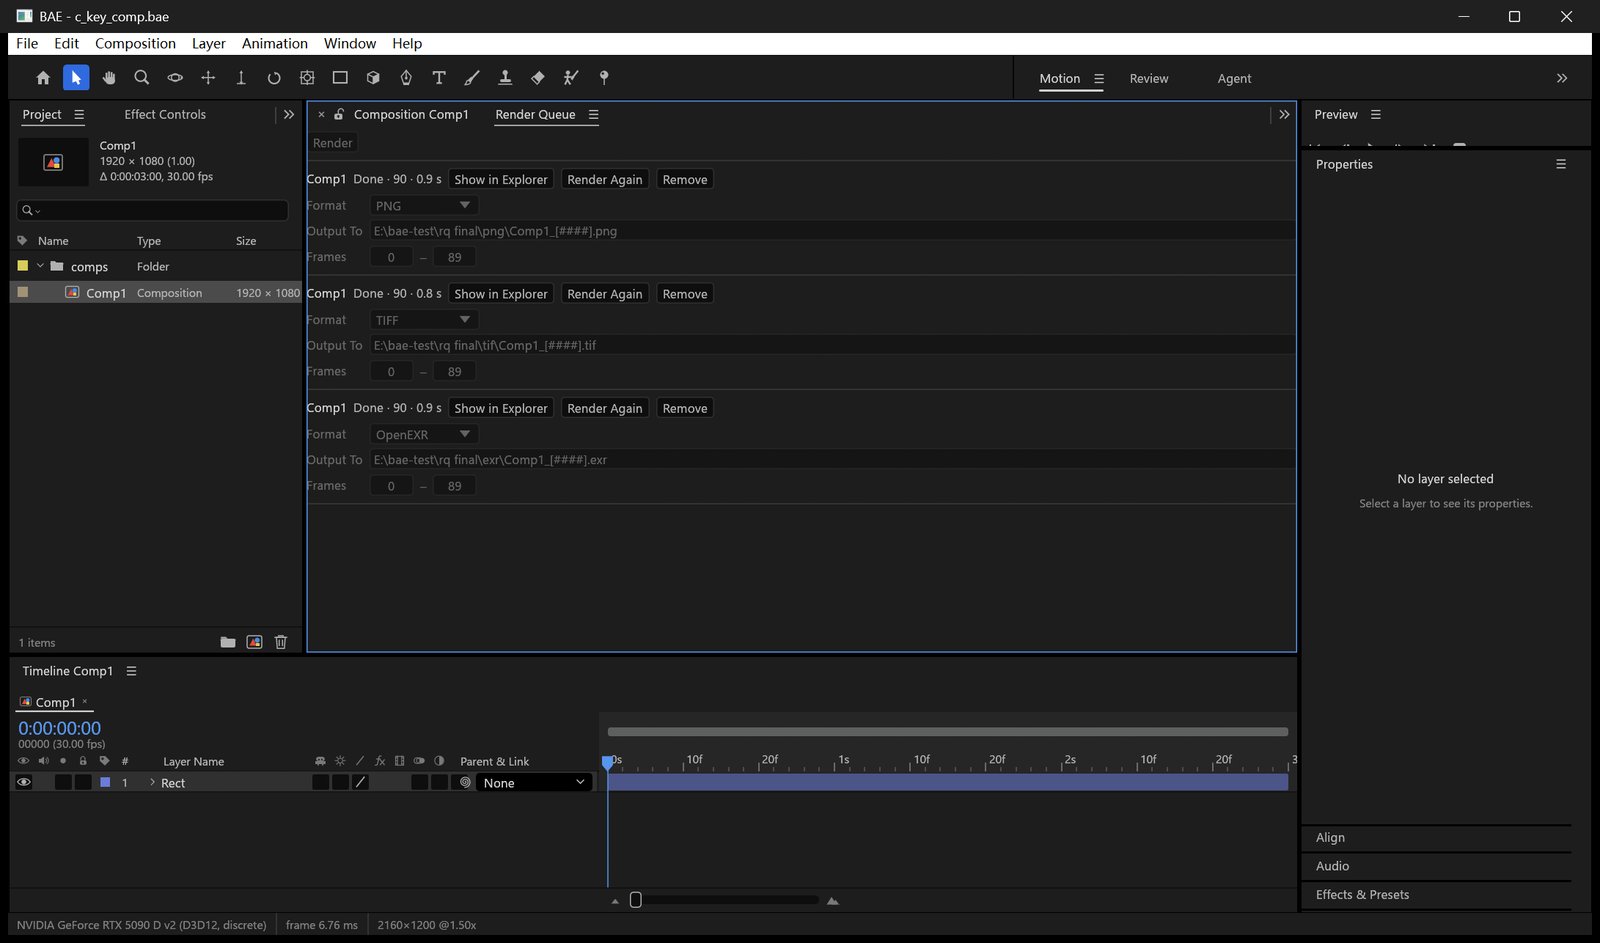 BAE - c_key_comp.bae
File Edit Composition Layer Animation Window Help
Motion Review Agent
Project Effect Controls
Comp1
1920 × 1080 (1.00)
Δ 0:00:03:00, 30.00 fps
Name Type Size
comps Folder
Comp1 Composition 1920 × 1080
1 items
Composition Comp1 Render Queue
Render
Comp1 Done · 90 · 0.9 s Show in Explorer Render Again Remove
Format PNG
Output To E:\bae-test\rq final\png\Comp1_[####].png
Frames 0 – 89
Comp1 Done · 90 · 0.8 s Show in Explorer Render Again Remove
Format TIFF
Output To E:\bae-test\rq final\tif\Comp1_[####].tif
Frames 0 – 89
Comp1 Done · 90 · 0.9 s Show in Explorer Render Again Remove
Format OpenEXR
Output To E:\bae-test\rq final\exr\Comp1_[####].exr
Frames 0 – 89
Preview
Properties
No layer selected
Select a layer to see its properties.
Align
Audio
Effects & Presets
Timeline Comp1
Comp1
0:00:00:00
00000 (30.00 fps)
# Layer Name fx Parent & Link
0s 10f 20f 1s 10f 20f 2s 10f 20f 3
1 Rect None
NVIDIA GeForce RTX 5090 D v2 (D3D12, discrete) frame 6.76 ms 2160×1200 @1.50x